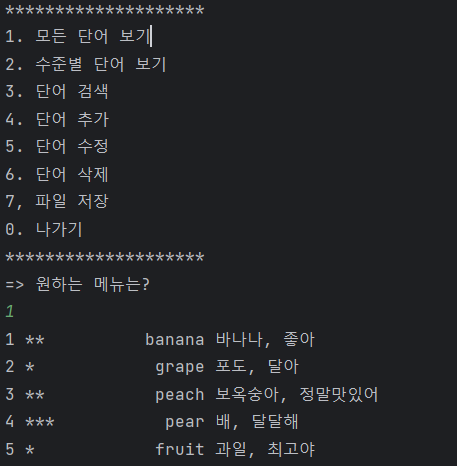 ********************
1. 모든 단어 보기
2. 수준별 단어 보기
3. 단어 검색
4. 단어 추가
5. 단어 수정
6. 단어 삭제
7, 파일 저장
0. 나가기
********************
=> 원하는 메뉴는?
1
1 ** banana 바나나, 좋아
2 * grape 포도, 달아
3 ** peach 보옥숭아, 정말맛있어
4 *** pear 배, 달달해
5 * fruit 과일, 최고야